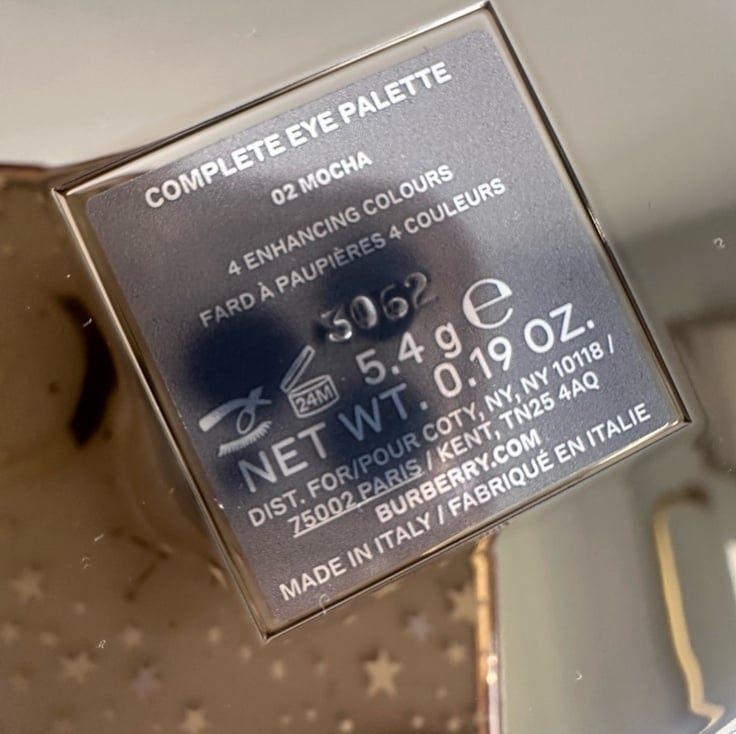 COMPLETE EYE PALETTE
02 MOCHA
4 ENHANCING COLOURS
FARD À PAUPIÈRES 4 COULEURS
3062
24M
5.4 g ℮
NET WT. 0.19 OZ.
DIST. FOR/POUR COTY, NY, NY 10118 /
75002 PARIS / KENT, TN25 4AQ
BURBERRY.COM
MADE IN ITALY / FABRIQUÉ EN ITALIE